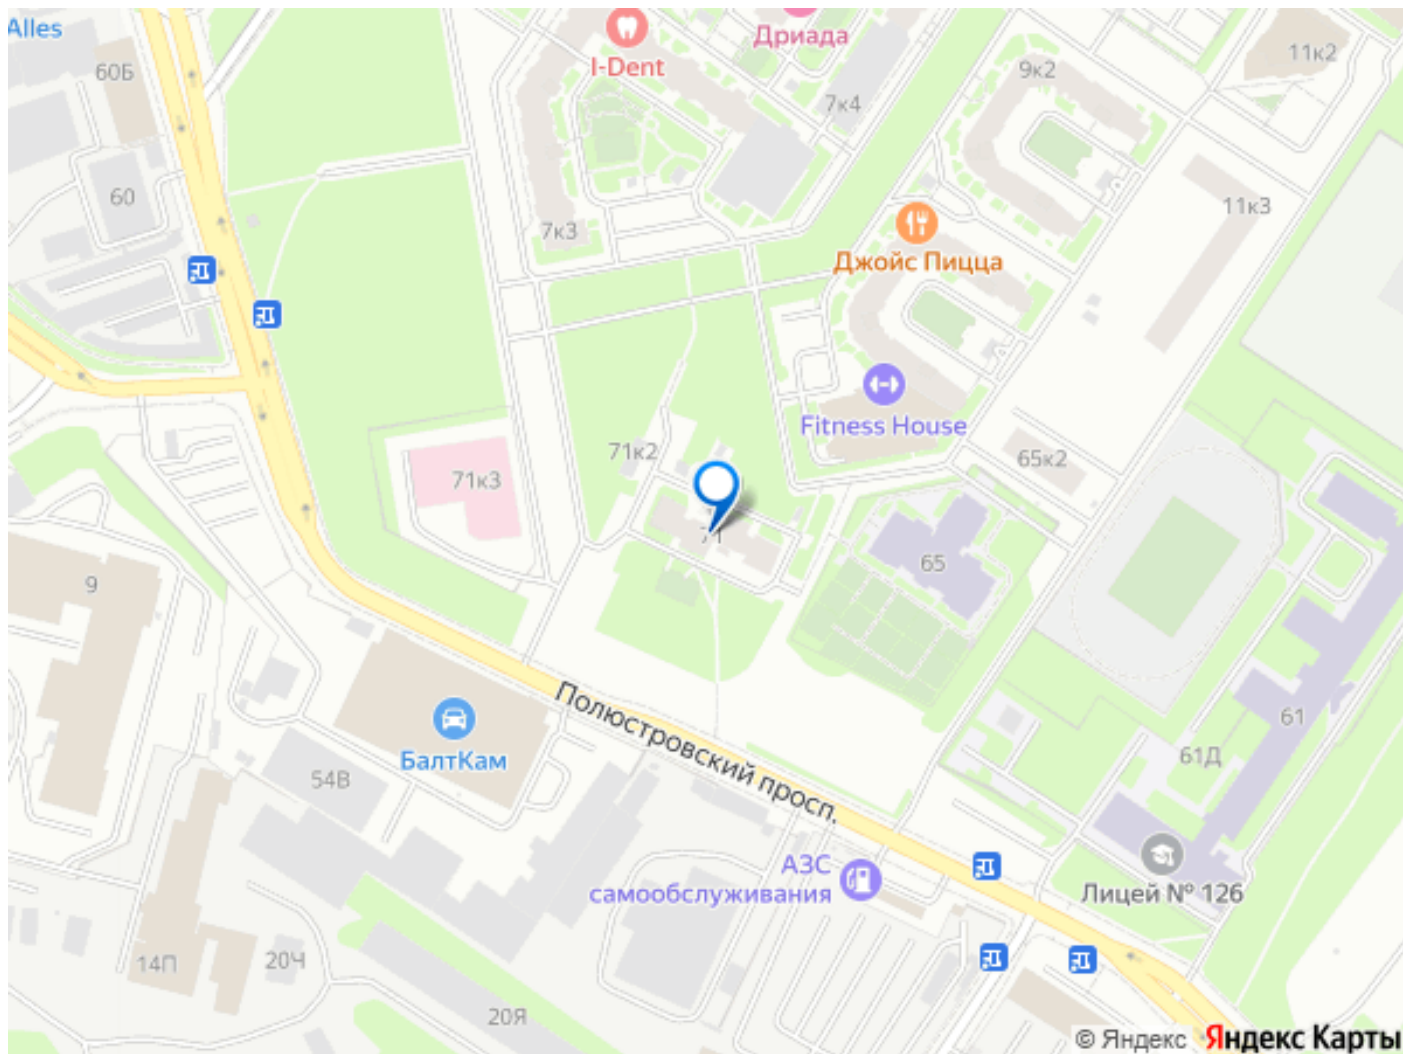 Alles
60Б
I-Dent
Дриада
11к2
9к2
7к4
60
11к3
7к3
Джойс Пицца
Fitness House
71к2
65к2
71к3
71
65
9
Полюстровский просп.
61
БалтКам
61Д
54В
АЗС
самообслуживания
Лицей № 126
14П
20Ч
20Я
© Яндекс Яндекс Карты